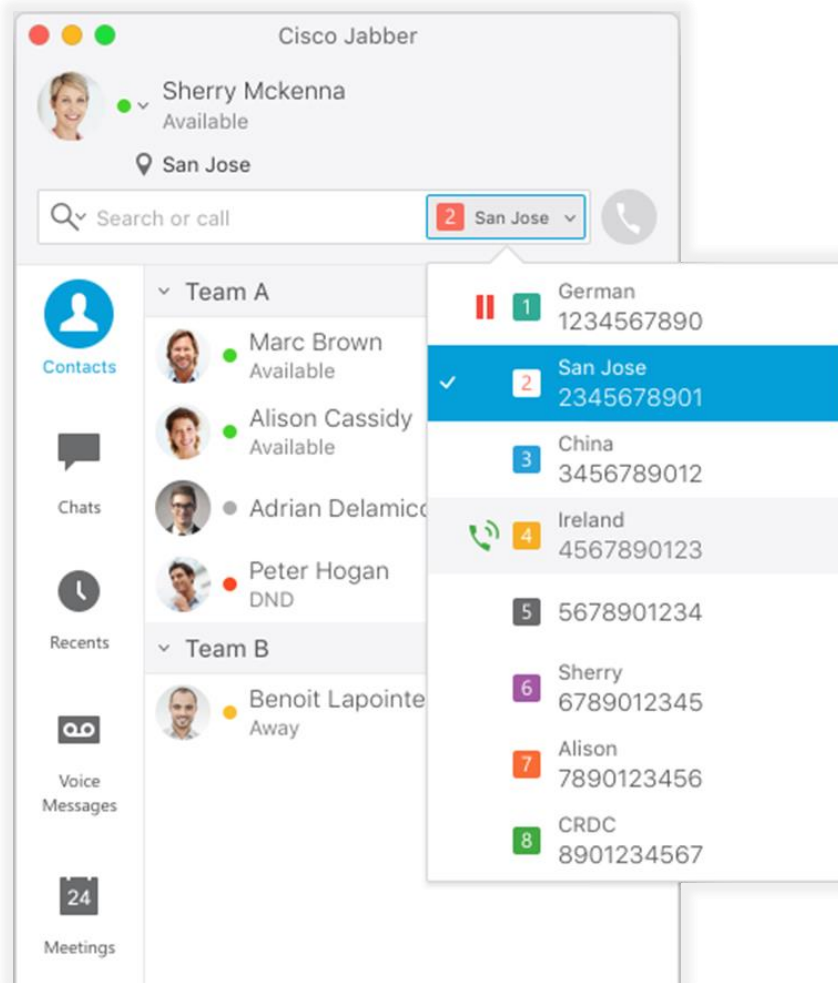 Cisco Jabber
Sherry Mckenna
Available
San Jose
Search or call
2 San Jose
Contacts
Chats
Recents
Voice
Messages
24
Meetings
Team A
Marc Brown
Available
Alison Cassidy
Available
Adrian Delamico
Peter Hogan
DND
Team B
Benoit Lapointe
Away
1 German
1234567890
2 San Jose
2345678901
3 China
3456789012
4 Ireland
4567890123
5 5678901234
6 Sherry
6789012345
7 Alison
7890123456
8 CRDC
8901234567